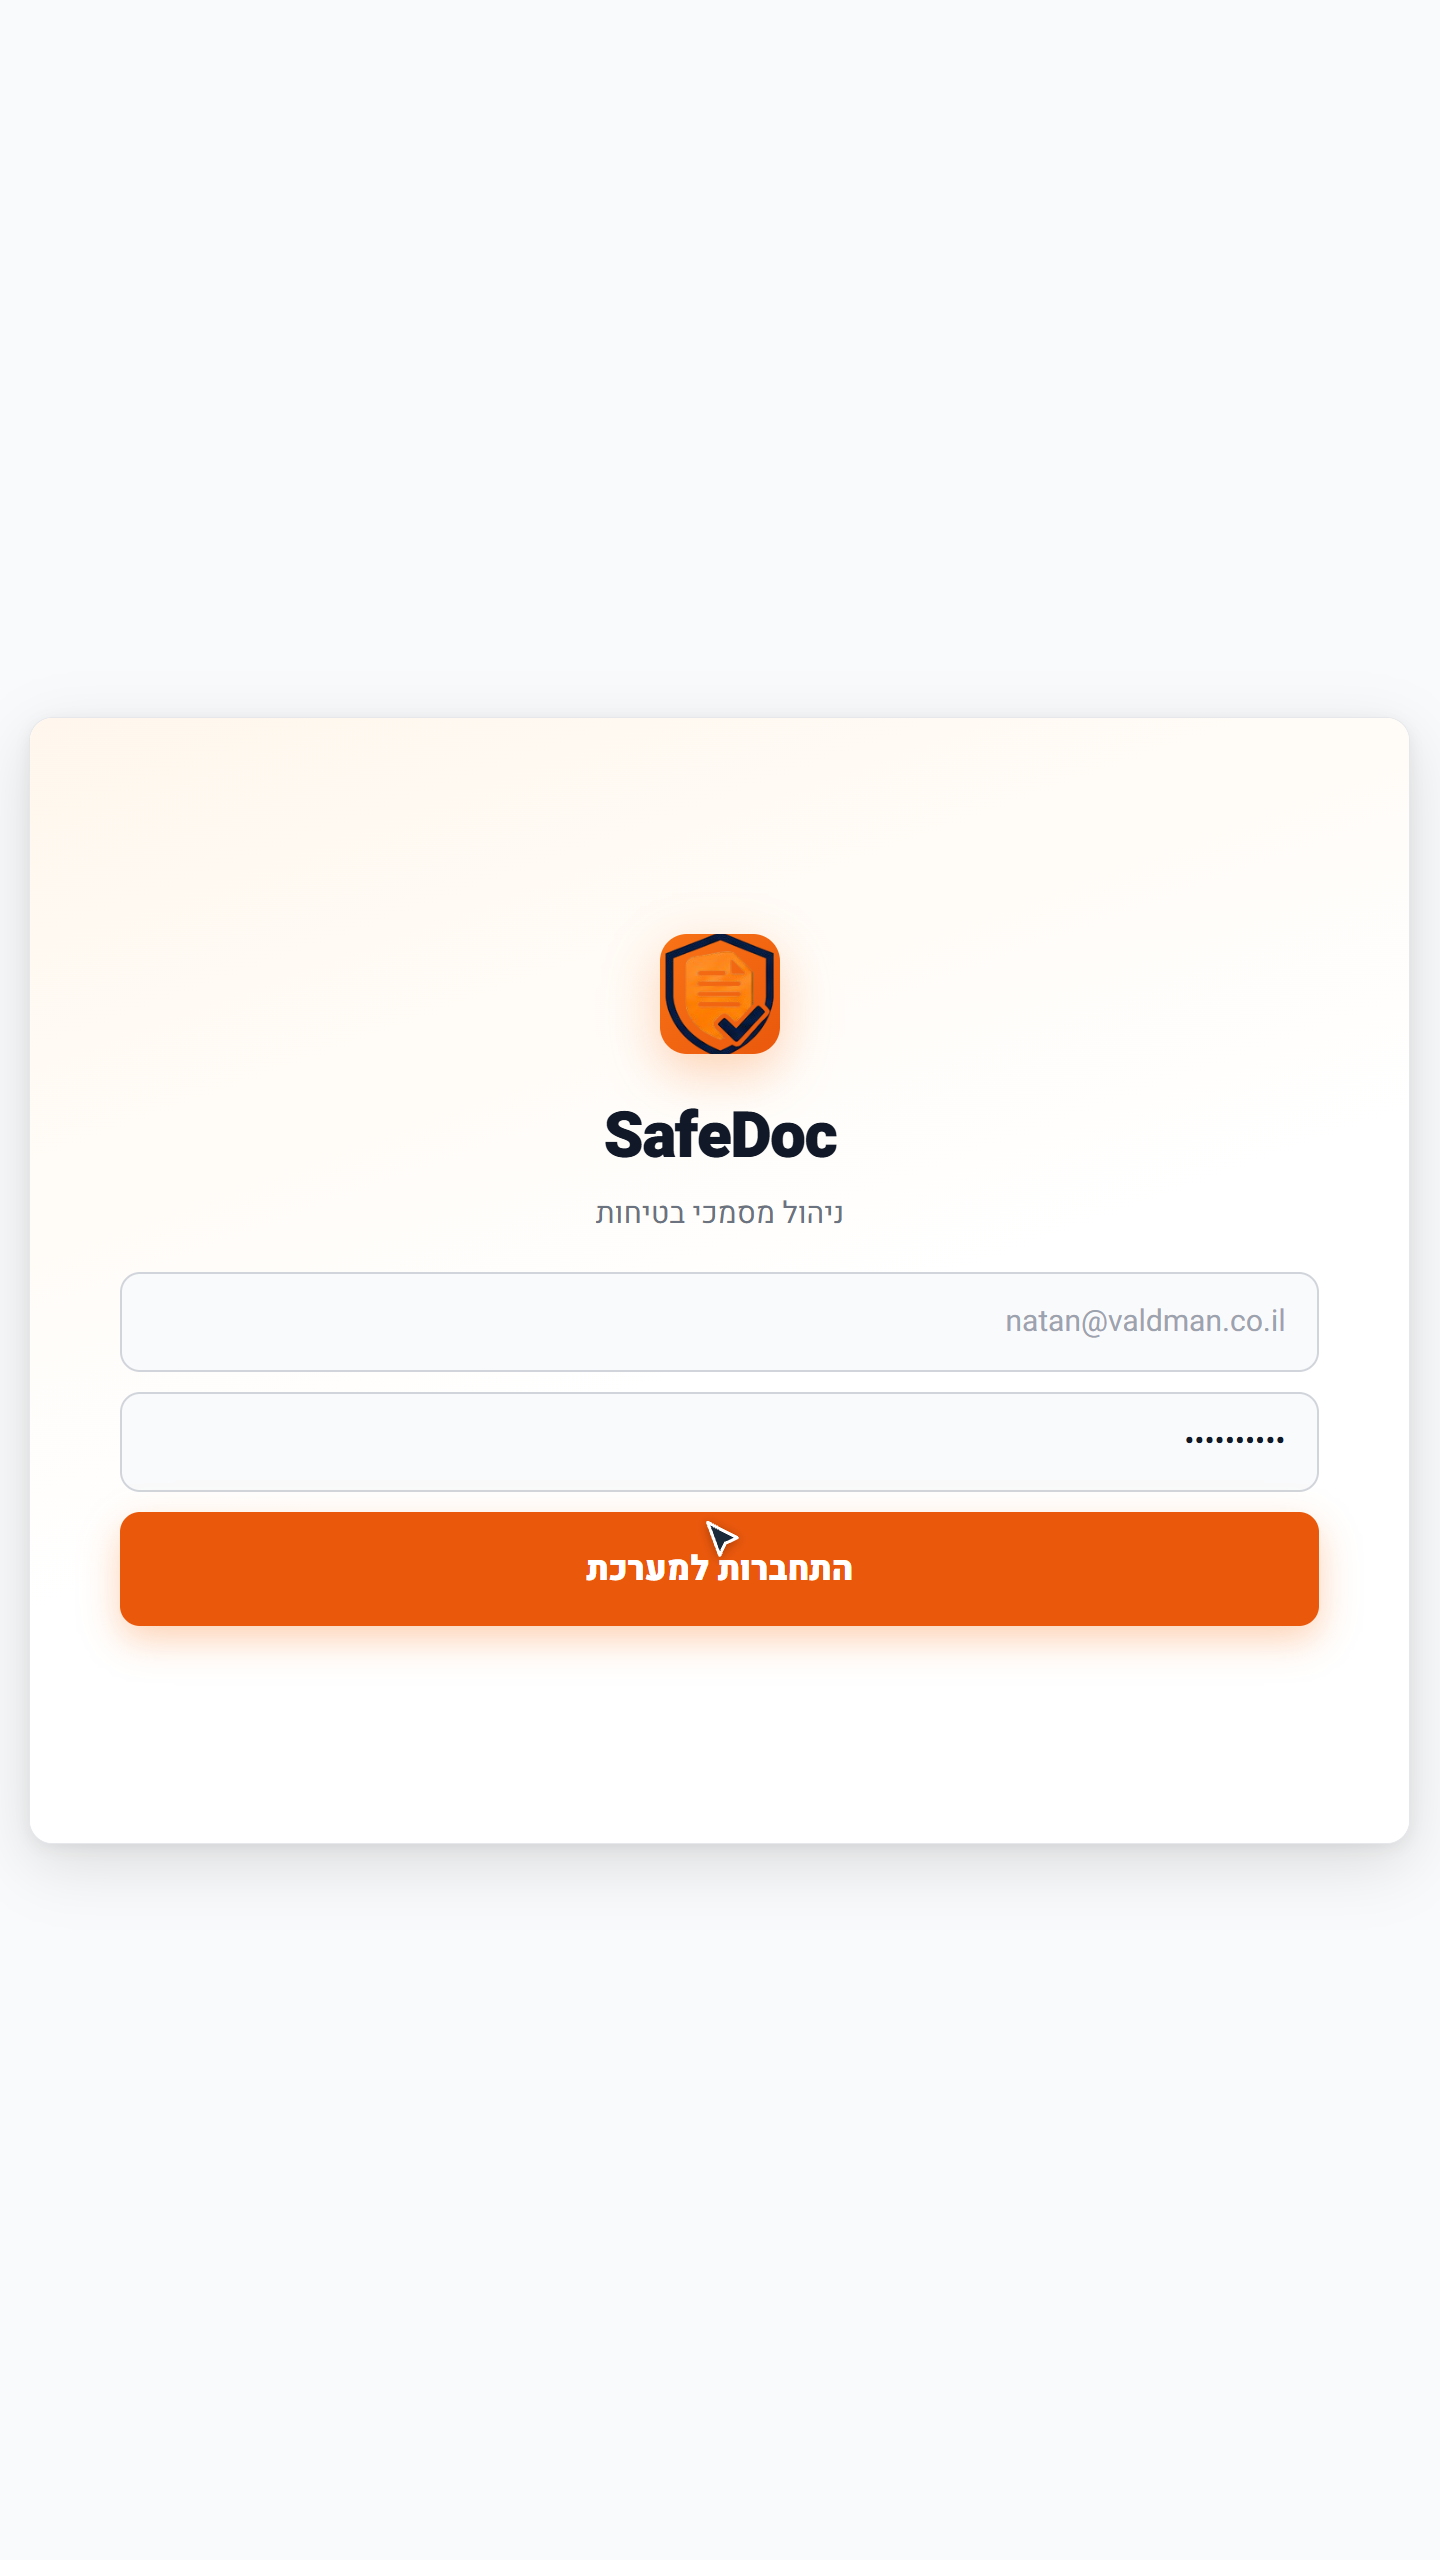 SafeDoc
ניהול מסמכי בטיחות
natan@valdman.co.il
••••••••••
התחברות למערכת